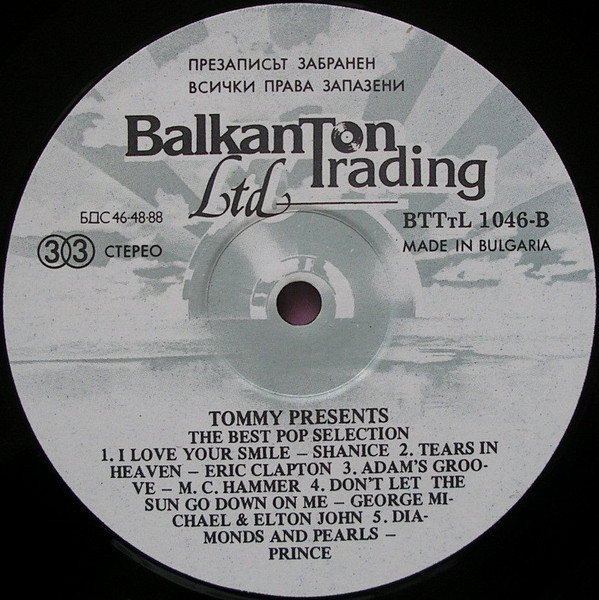 ПРЕЗАПИСЪТ ЗАБРАНЕН
ВСИЧКИ ПРАВА ЗАПАЗЕНИ
BalkanTon
Trading
Ltd
БДС 46-48-88
BTTтL 1046-B
33 СТЕРЕО
MADE IN BULGARIA
TOMMY PRESENTS
THE BEST POP SELECTION
1. I LOVE YOUR SMILE – SHANICE 2. TEARS IN
HEAVEN – ERIC CLAPTON 3. ADAM'S GROO-
VE – M. C. HAMMER 4. DON'T LET THE
SUN GO DOWN ON ME – GEORGE MI-
CHAEL & ELTON JOHN 5. DIA-
MONDS AND PEARLS –
PRINCE